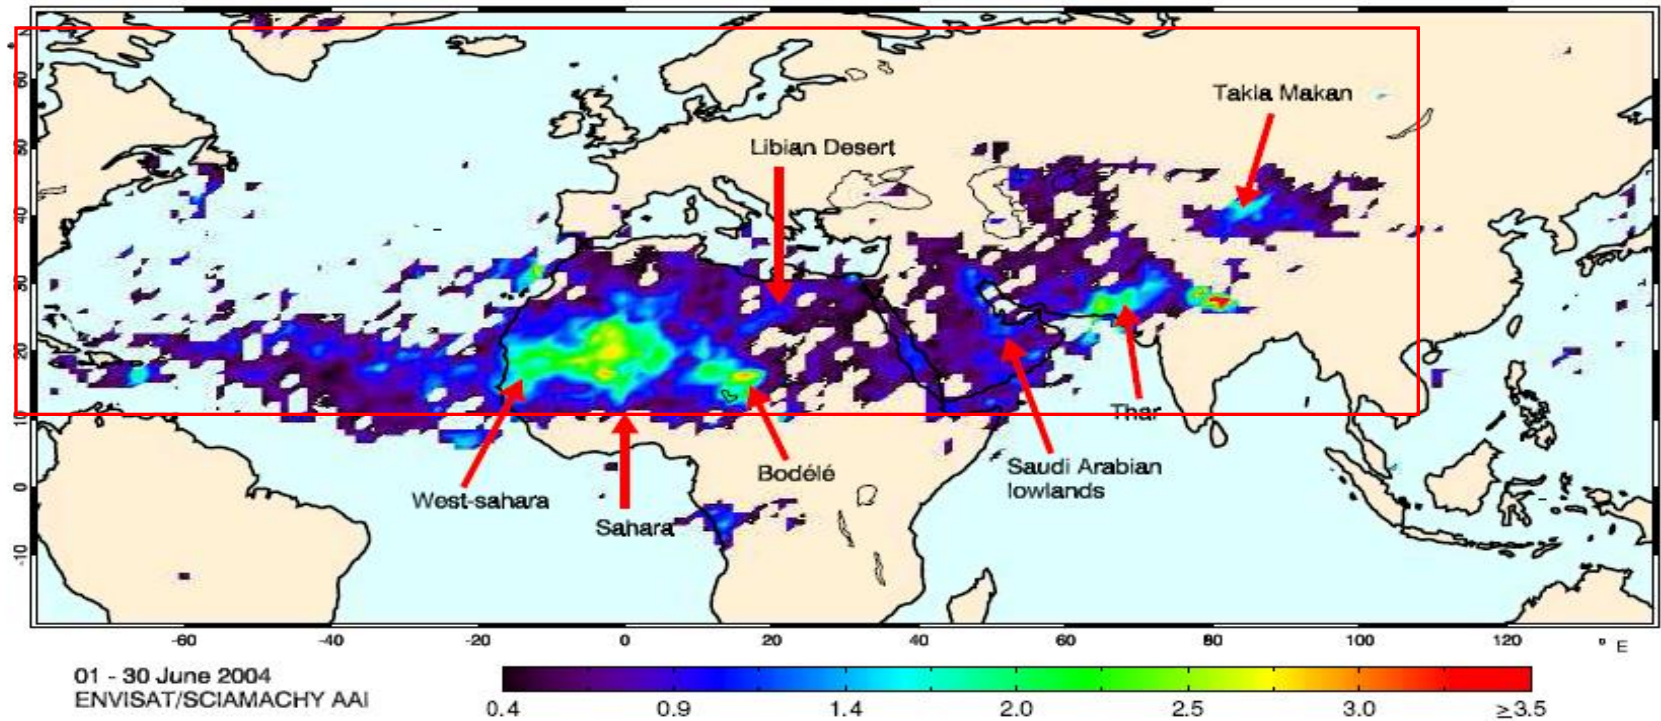 Takla Makan
Libian Desert
Thar
Saudi Arabian
lowlands
Bodélé
West-sahara
Sahara
60
50
40
30
20
10
0
-10
-60
-40
-20
0
20
40
60
80
100
120
° E
01 - 30 June 2004
ENVISAT/SCIAMACHY AAI
0.4
0.9
1.4
2.0
2.5
3.0
≥3.5